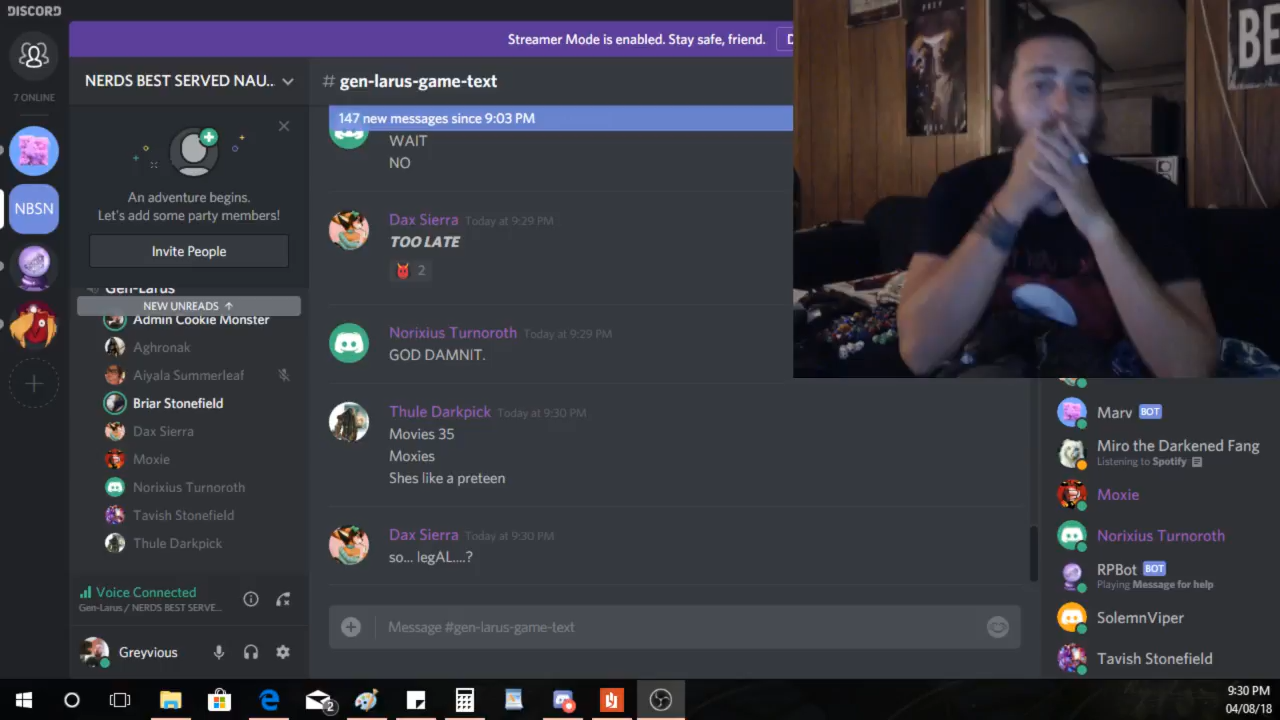 DISCORD
Streamer Mode is enabled. Stay safe, friend.
7 ONLINE
NBSN
NERDS BEST SERVED NAU...
An adventure begins.
Let's add some party members!
Invite People
Gen-Larus
NEW UNREADS ↑
Admin Cookie Monster
Aghronak
Aiyala Summerleaf
Briar Stonefield
Dax Sierra
Moxie
Norixius Turnoroth
Tavish Stonefield
Thule Darkpick
Voice Connected
Gen-Larus / NERDS BEST SERVE...
Greyvious
# gen-larus-game-text
147 new messages since 9:03 PM
WAIT
NO
Dax Sierra Today at 9:29 PM
TOO LATE
2
Norixius Turnoroth Today at 9:29 PM
GOD DAMNIT.
Thule Darkpick Today at 9:30 PM
Movies 35
Moxies
Shes like a preteen
Dax Sierra Today at 9:30 PM
so... legAL....?
Message #gen-larus-game-text
BE
Marv BOT
Miro the Darkened Fang
Listening to Spotify
Moxie
Norixius Turnoroth
RPBot BOT
Playing Message for help
SolemnViper
Tavish Stonefield
2
9:30 PM
04/08/18